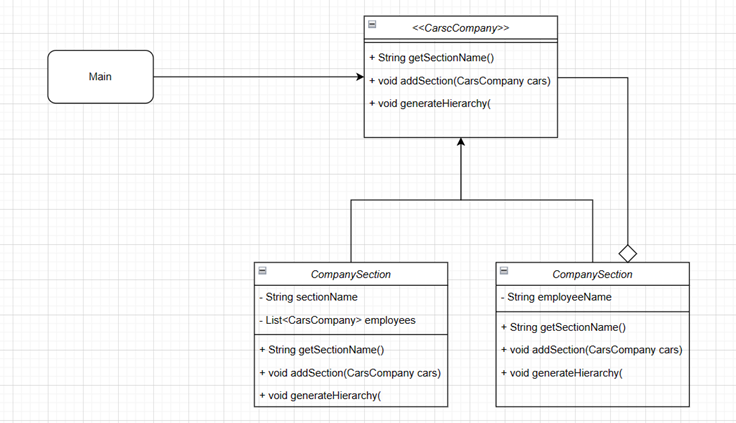 Main
<<CarscCompany>>
+ String getSectionName()
+ void addSection(CarsCompany cars)
+ void generateHierarchy(
CompanySection
- String sectionName
- List<CarsCompany> employees
+ String getSectionName()
+ void addSection(CarsCompany cars)
+ void generateHierarchy(
CompanySection
- String employeeName
+ String getSectionName()
+ void addSection(CarsCompany cars)
+ void generateHierarchy(